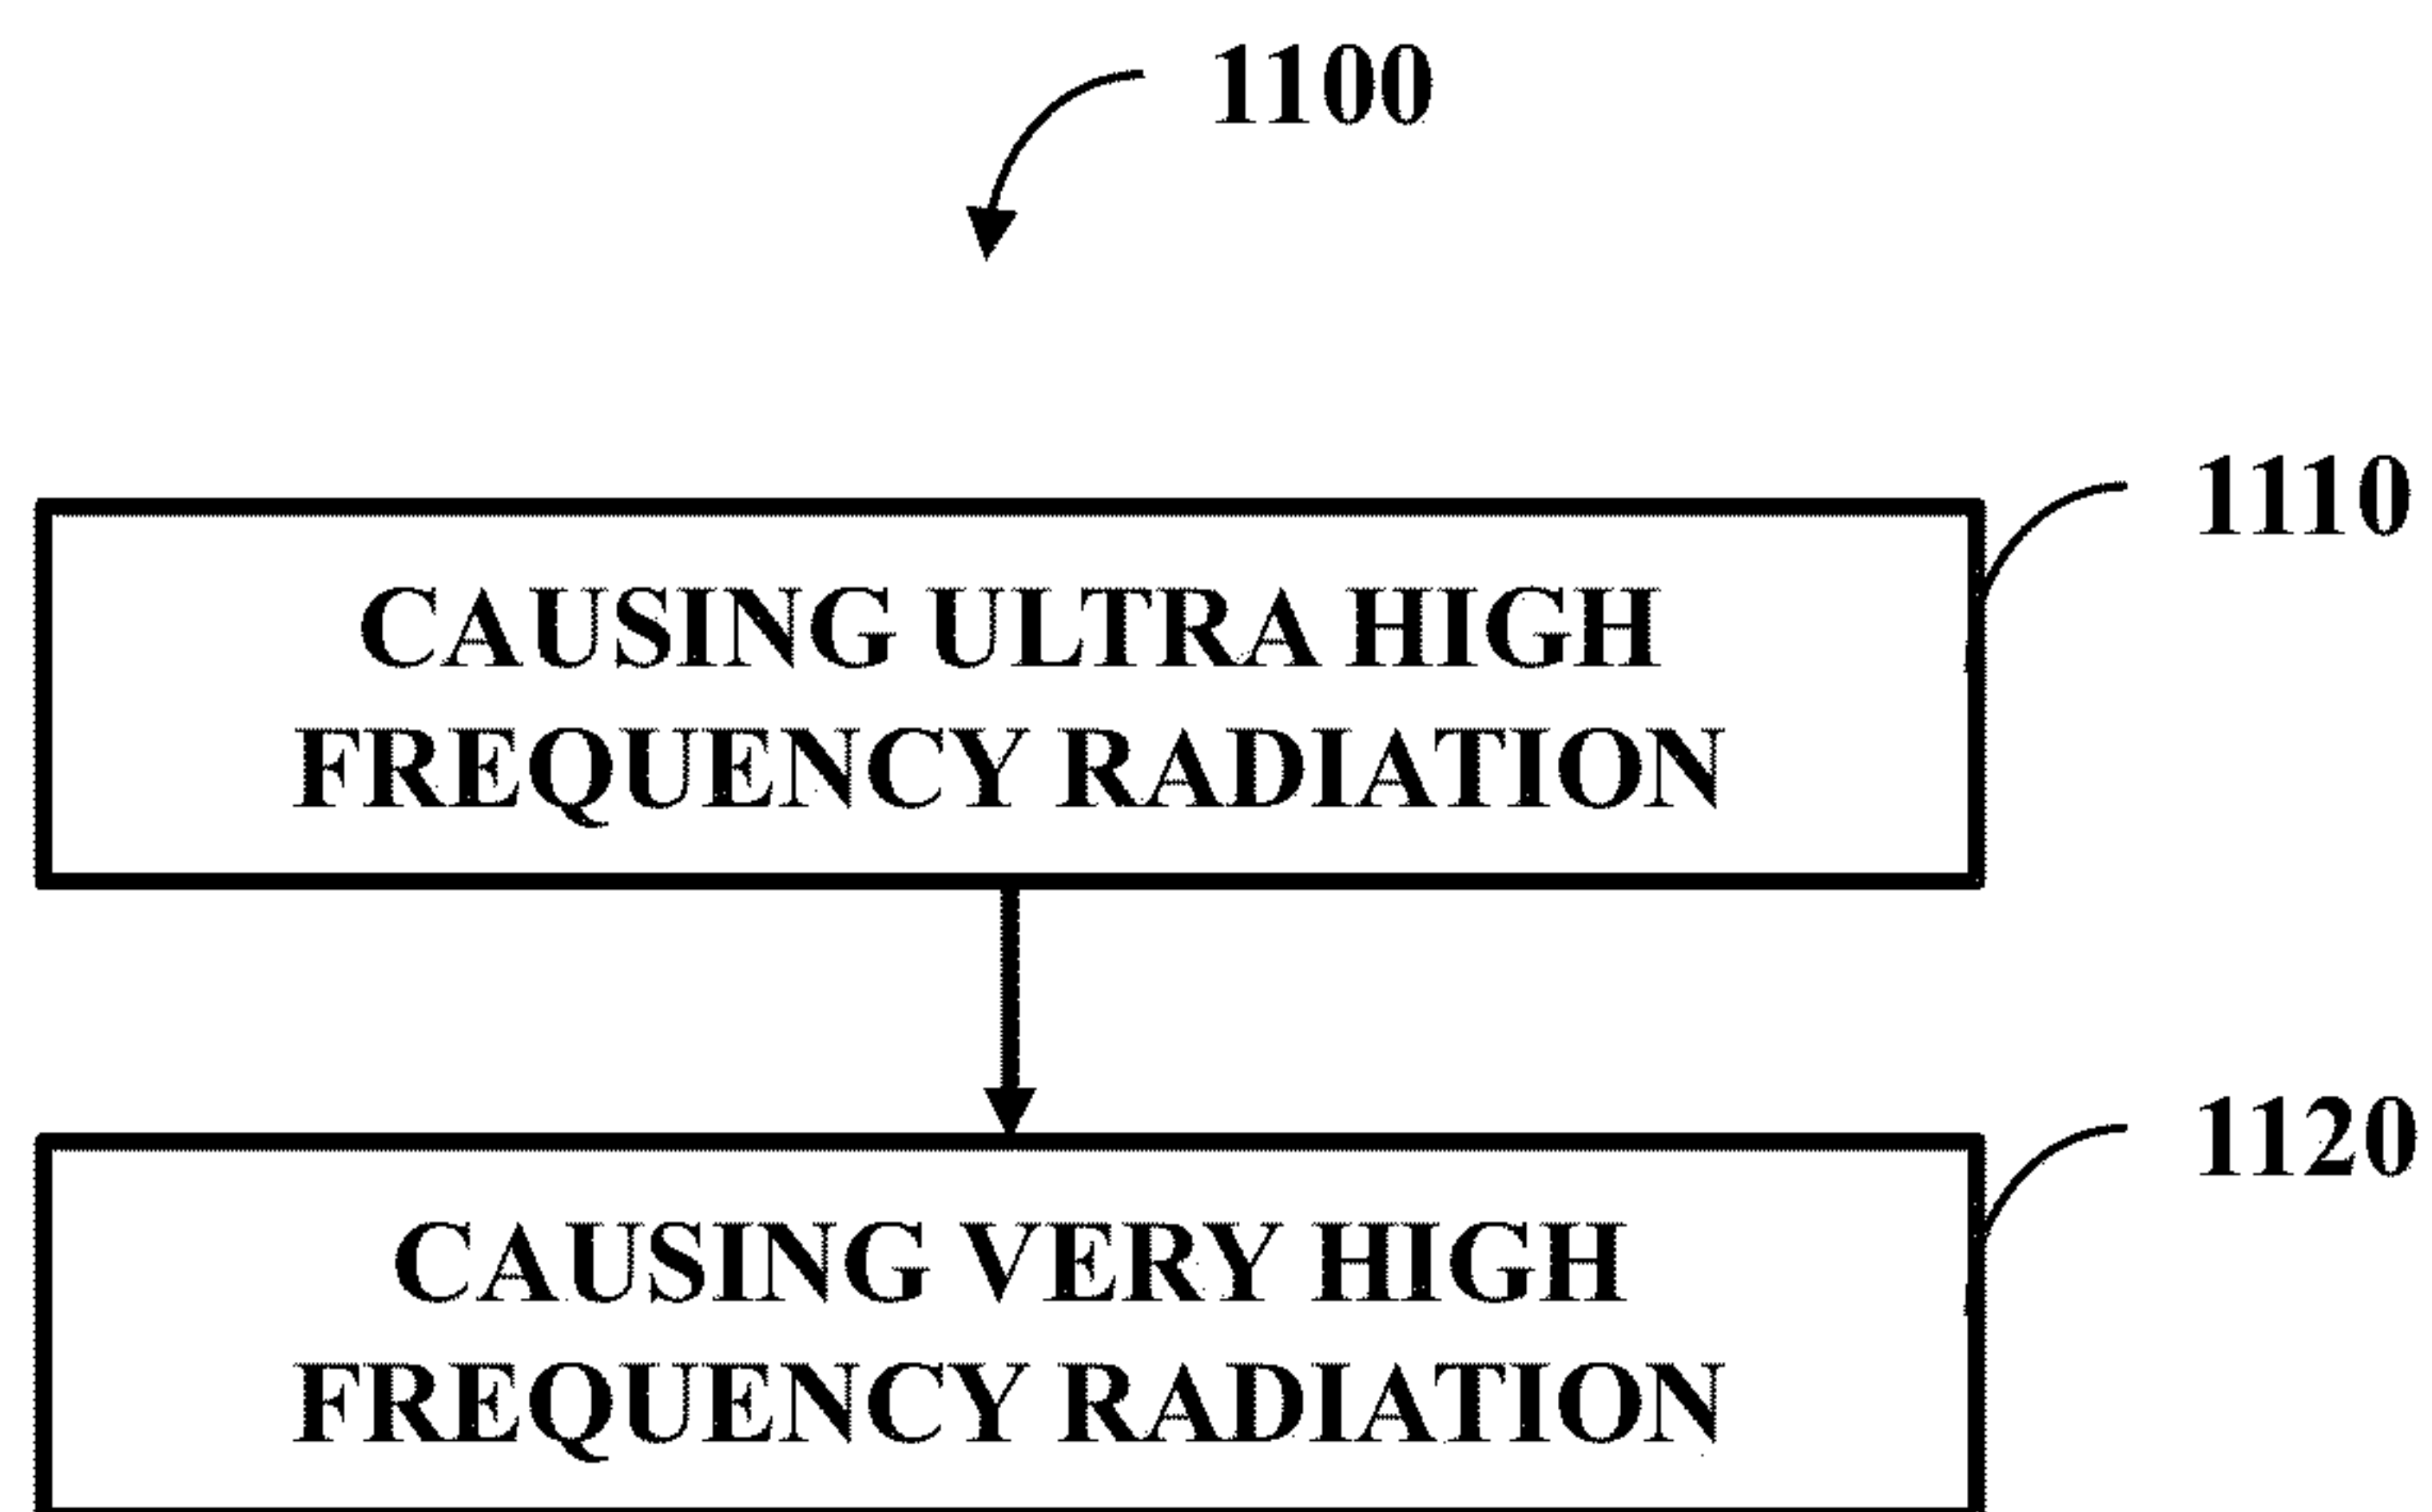 1100
1110
CAUSING ULTRA HIGH
FREQUENCY RADIATION
1120
CAUSING VERY HIGH
FREQUENCY RADIATION